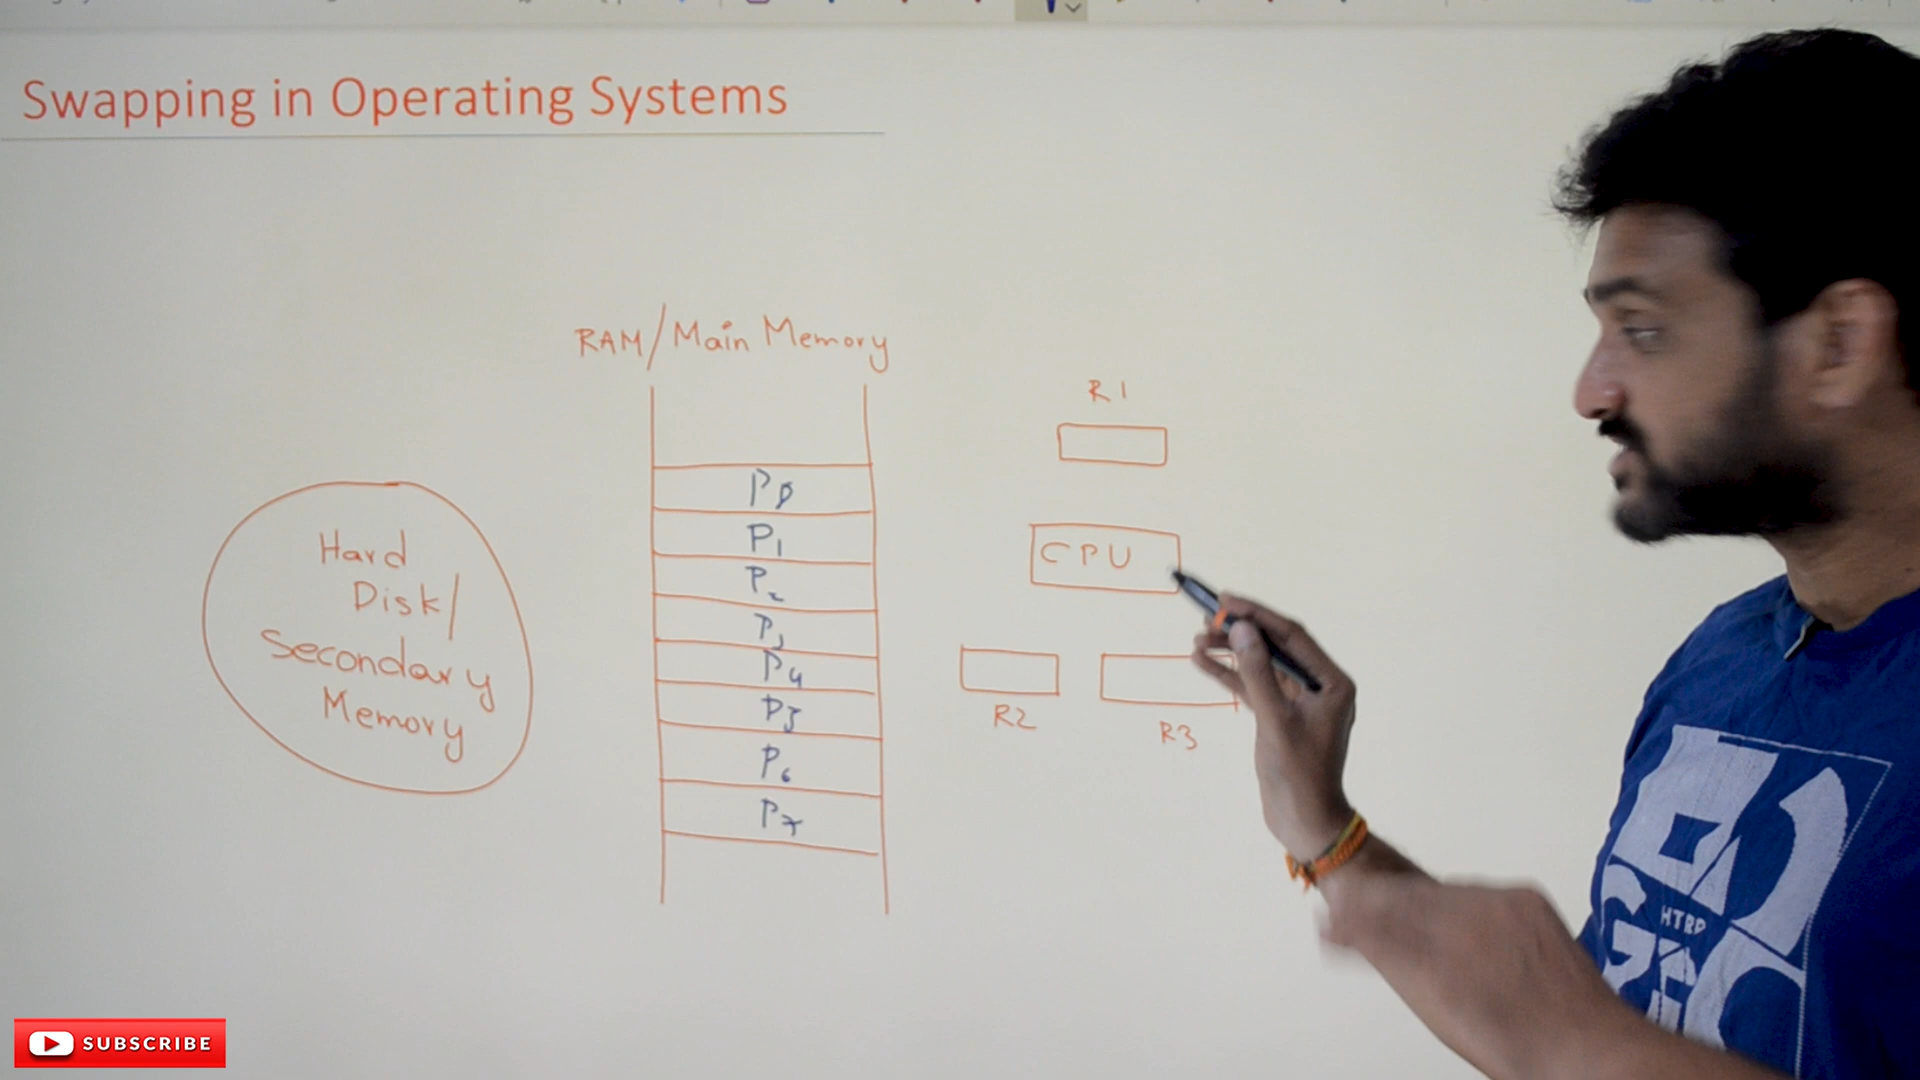 Swapping in Operating Systems
RAM/Main Memory
R1
P0
P1
P2
P3
P4
P5
P6
P7
CPU
Hard
Disk/
Secondary
Memory
R2
R3
HTRP
SUBSCRIBE